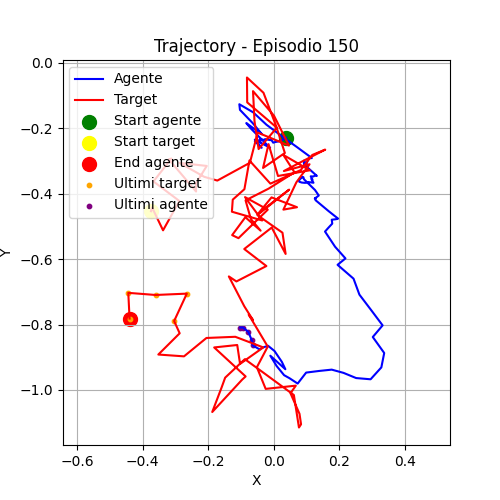 Trajectory - Episodio 150
0.0
−0.2
−0.4
−0.6
−0.8
−1.0
Y
Agente
Target
Start agente
Start target
End agente
Ultimi target
Ultimi agente
−0.6
−0.4
−0.2
0.0
0.2
0.4
X